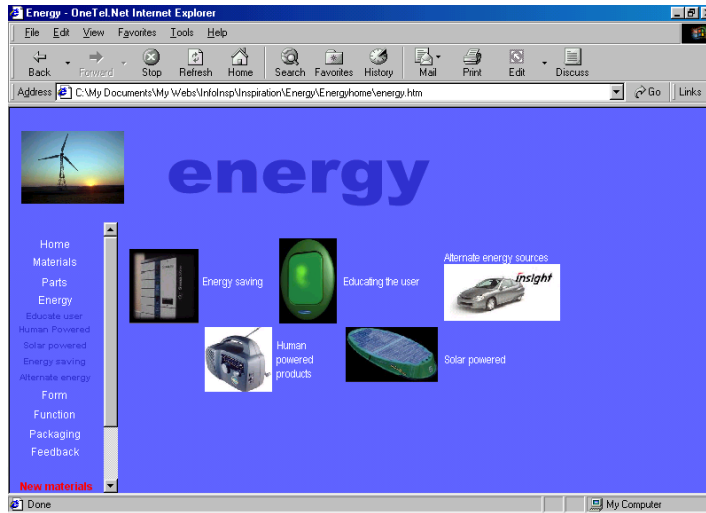 Energy - OneTel.Net Internet Explorer
File Edit View Favorites Tools Help
Back Forward Stop Refresh Home Search Favorites History Mail Print Edit Discuss
Address C:\My Documents\My Webs\InfoInsp\Inspiration\Energy\Energyhome\energy.htm Go Links
energy
Home
Materials
Parts
Energy
Educate user
Human Powered
Solar powered
Energy saving
Alternate energy
Form
Function
Packaging
Feedback
New materials
Energy saving
Educating the user
Alternate energy sources
insight
Human
powered
products
Solar powered
Done My Computer